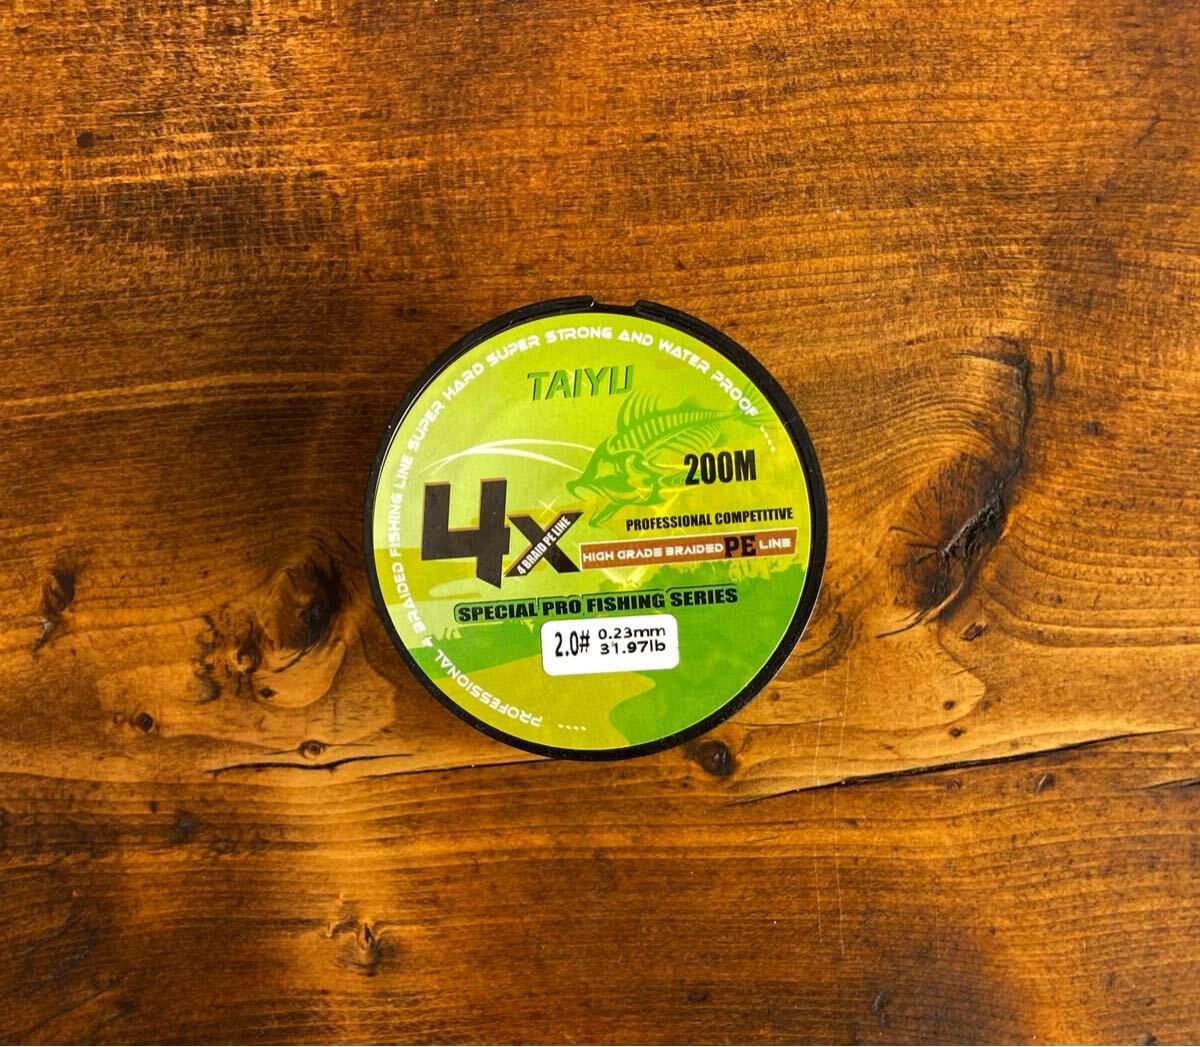 PROFESSIONAL 4 BRAIDED FISHING LINE SUPER HARD SUPER STRONG AND WATER PROOF ....
TAIYU
200M
4X
4 BRAID PE LINE
PROFESSIONAL COMPETITIVE
HIGH GRADE BRAIDED PE LINE
SPECIAL PRO FISHING SERIES
2.0# 0.23mm
31.97lb